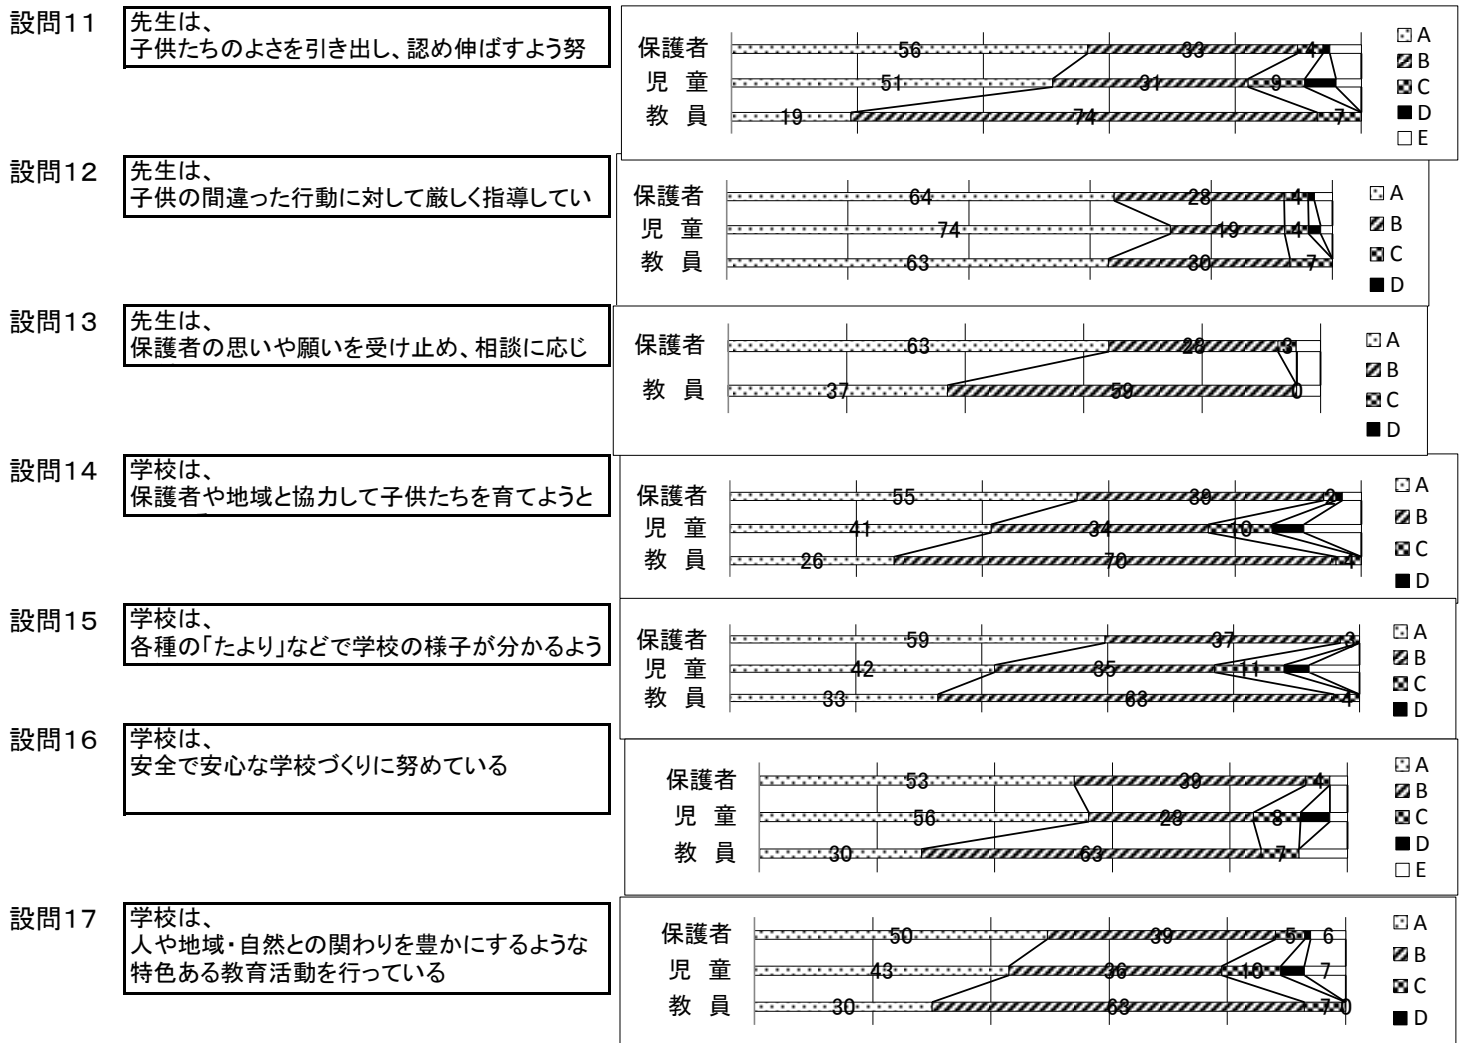 設問11
先生は、
子供たちのよさを引き出し、認め伸ばすよう努
保護者 56 33 4
児 童 51 31 9
教 員 19 74 7
A
B
C
D
E
設問12
先生は、
子供の間違った行動に対して厳しく指導してい
保護者 64 28 4
児 童 74 19 4
教 員 63 30 7
A
B
C
D
設問13
先生は、
保護者の思いや願いを受け止め、相談に応じ
保護者 63 28 3
教 員 37 59 0
A
B
C
D
設問14
学校は、
保護者や地域と協力して子供たちを育てようと
保護者 55 39 2
児 童 41 34 10
教 員 26 70 4
A
B
C
D
設問15
学校は、
各種の「たより」などで学校の様子が分かるよう
保護者 59 37 3
児 童 42 35 11
教 員 33 63 4
A
B
C
D
設問16
学校は、
安全で安心な学校づくりに努めている
保護者 53 39 4
児 童 56 28 8
教 員 30 63 7
A
B
C
D
E
設問17
学校は、
人や地域・自然との関わりを豊かにするような
特色ある教育活動を行っている
保護者 50 39 5 6
児 童 43 36 10 7
教 員 30 63 7 0
A
B
C
D